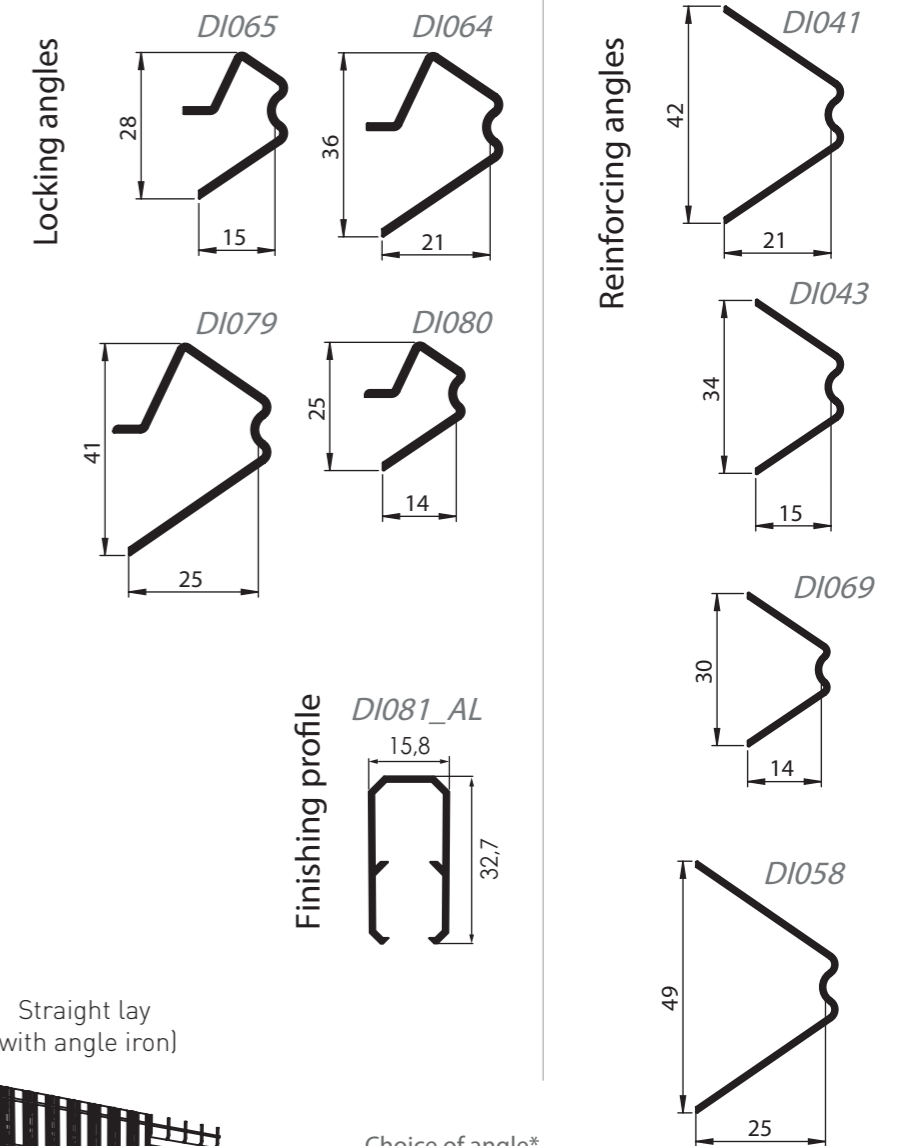 Locking angles
DI065
28
15
DI064
36
21
DI079
41
25
DI080
25
14
Finishing profile
DI081_AL
15,8
32,7
Straight lay
with angle iron)
Choice of angle*
Reinforcing angles
DI041
42
21
DI043
34
15
DI069
30
14
DI058
49
25